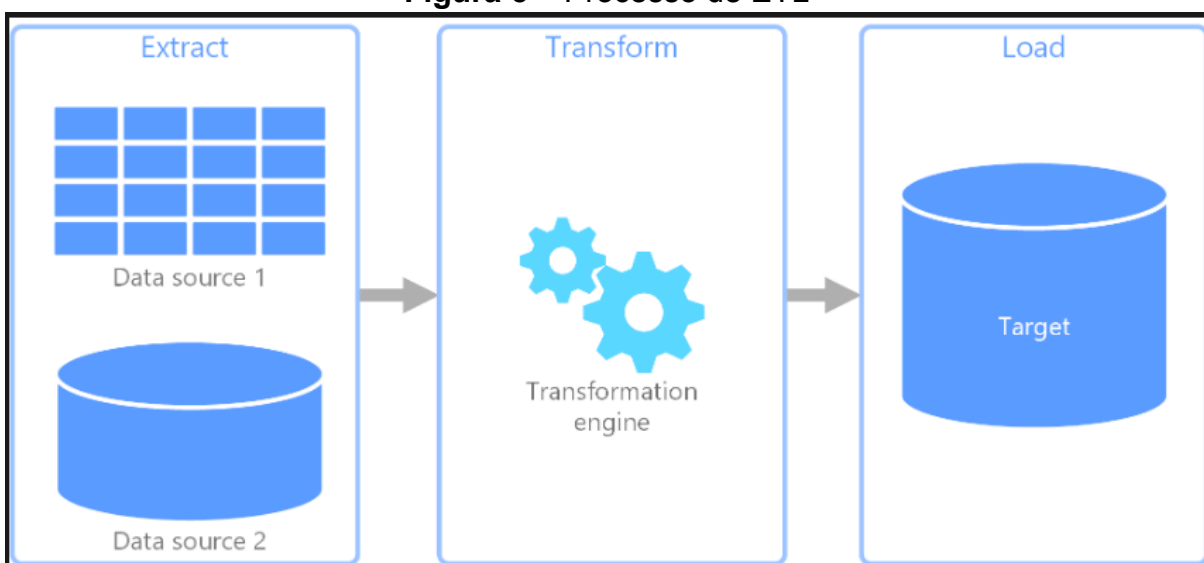 Extract
Transform
Load
Data source 1
Data source 2
Transformation
engine
Target